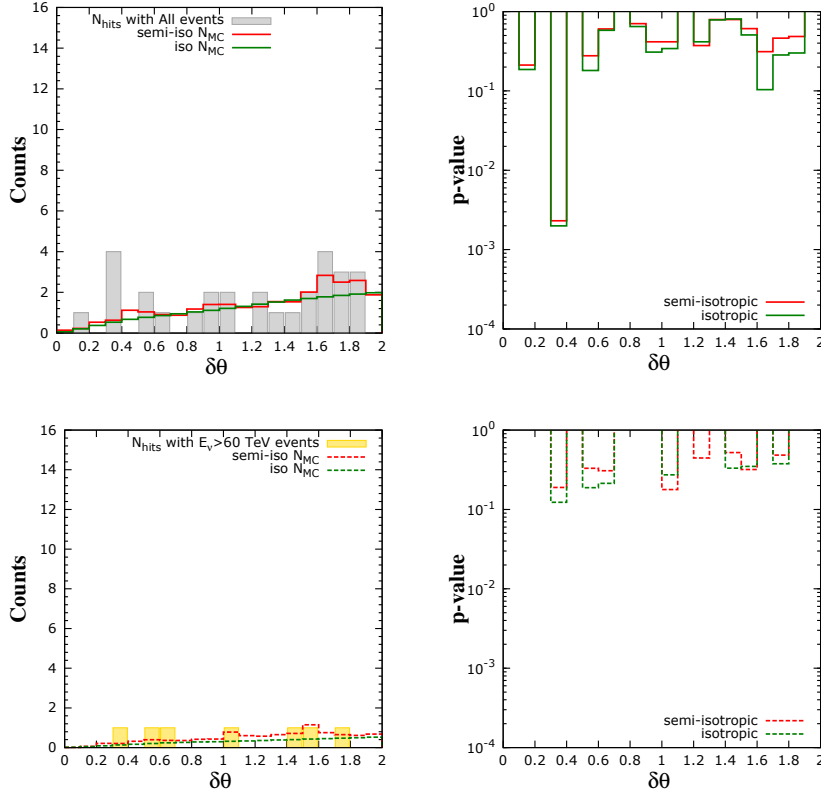 N_hits with All events
semi-iso N_MC
iso N_MC
16
14
12
10
8
6
4
2
0
Counts
0 0.2 0.4 0.6 0.8 1 1.2 1.4 1.6 1.8 2
δθ
10^0
10^-1
10^-2
10^-3
10^-4
p-value
semi-isotropic
isotropic
0 0.2 0.4 0.6 0.8 1 1.2 1.4 1.6 1.8 2
δθ
N_hits with E_ν>60 TeV events
semi-iso N_MC
iso N_MC
16
14
12
10
8
6
4
2
0
Counts
0 0.2 0.4 0.6 0.8 1 1.2 1.4 1.6 1.8 2
δθ
10^0
10^-1
10^-2
10^-3
10^-4
p-value
semi-isotropic
isotropic
0 0.2 0.4 0.6 0.8 1 1.2 1.4 1.6 1.8 2
δθ